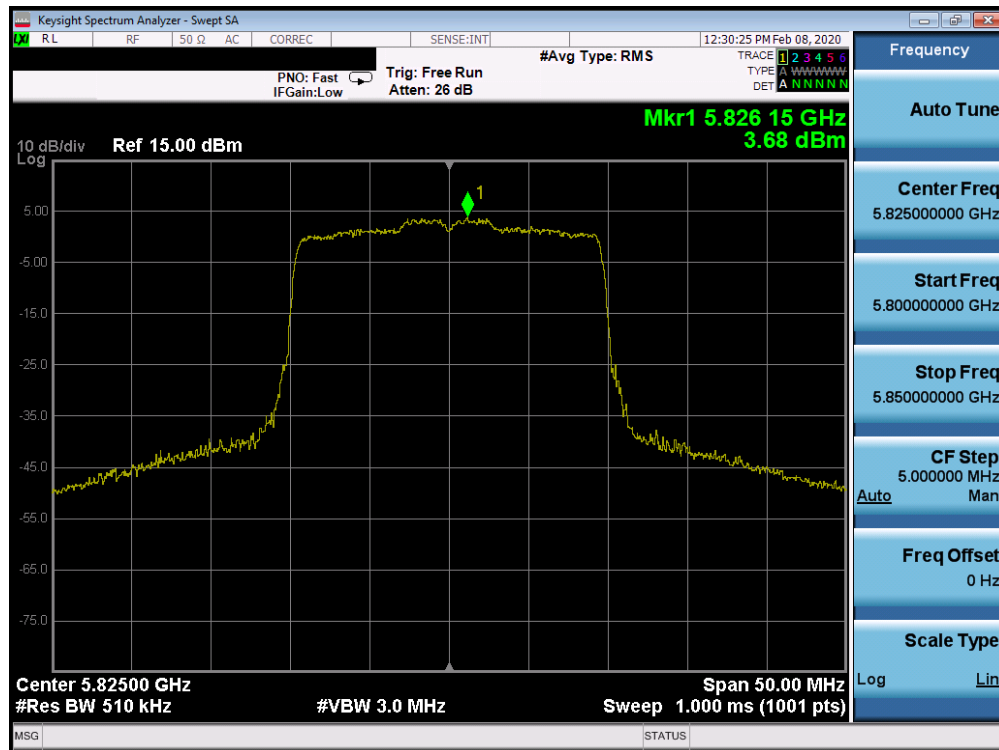 Keysight Spectrum Analyzer - Swept SA
LXI RL RF 50 Ω AC CORREC SENSE:INT 12:30:25 PM Feb 08, 2020
#Avg Type: RMS TRACE 1 2 3 4 5 6
PNO: Fast Trig: Free Run TYPE A WWWWW
IFGain:Low Atten: 26 dB DET A N N N N N
Mkr1 5.826 15 GHz
3.68 dBm
10 dB/div Ref 15.00 dBm
Log
1
5.00
-5.00
-15.0
-25.0
-35.0
-45.0
-55.0
-65.0
-75.0
Center 5.82500 GHz Span 50.00 MHz
#Res BW 510 kHz #VBW 3.0 MHz Sweep 1.000 ms (1001 pts)
MSG STATUS
Frequency
Auto Tune
Center Freq
5.825000000 GHz
Start Freq
5.800000000 GHz
Stop Freq
5.850000000 GHz
CF Step
5.000000 MHz
Auto Man
Freq Offset
0 Hz
Scale Type
Log Lin